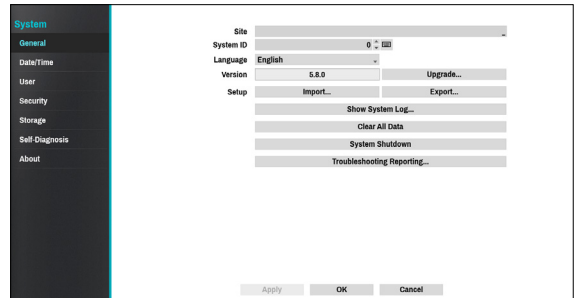 System
General
Date/Time
User
Security
Storage
Self-Diagnosis
About
Site
System ID 0
Language English
Version 5.8.0 Upgrade...
Setup Import... Export...
Show System Log...
Clear All Data
System Shutdown
Troubleshooting Reporting...
Apply OK Cancel